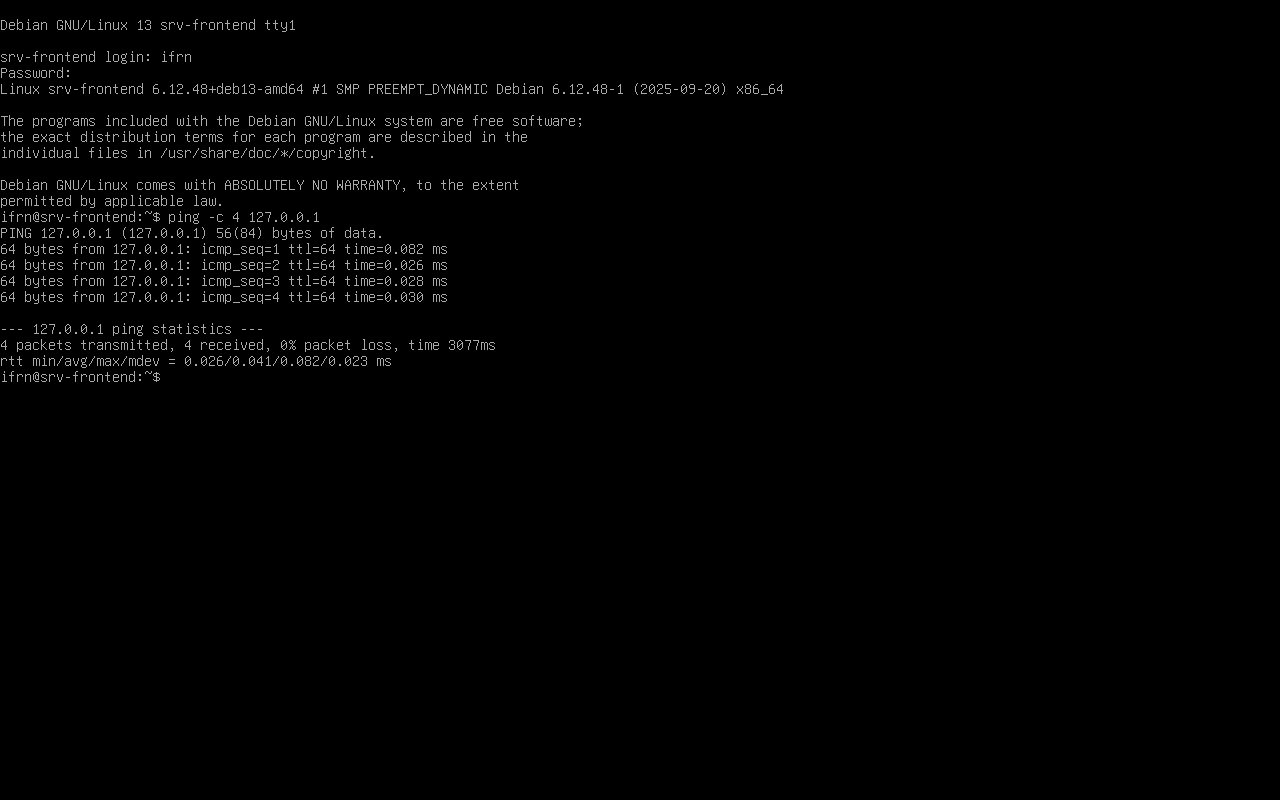 Debian GNU/Linux 13 srv-frontend tty1
srv-frontend login: ifrn
Password:
Linux srv-frontend 6.12.48+deb13-amd64 #1 SMP PREEMPT_DYNAMIC Debian 6.12.48-1 (2025-09-20) x86_64
The programs included with the Debian GNU/Linux system are free software;
the exact distribution terms for each program are described in the
individual files in /usr/share/doc/*/copyright.
Debian GNU/Linux comes with ABSOLUTELY NO WARRANTY, to the extent
permitted by applicable law.
ifrn@srv-frontend:~$ ping -c 4 127.0.0.1
PING 127.0.0.1 (127.0.0.1) 56(84) bytes of data.
64 bytes from 127.0.0.1: icmp_seq=1 ttl=64 time=0.082 ms
64 bytes from 127.0.0.1: icmp_seq=2 ttl=64 time=0.026 ms
64 bytes from 127.0.0.1: icmp_seq=3 ttl=64 time=0.028 ms
64 bytes from 127.0.0.1: icmp_seq=4 ttl=64 time=0.030 ms
--- 127.0.0.1 ping statistics ---
4 packets transmitted, 4 received, 0% packet loss, time 3077ms
rtt min/avg/max/mdev = 0.026/0.041/0.082/0.023 ms
ifrn@srv-frontend:~$